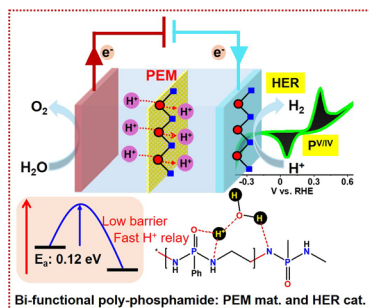 e⁻ e⁻
PEM
HER
O₂
H₂
H⁺ H⁺
H⁺ H⁺
H⁺ H⁺
H₂O
H⁺
P^V/IV
-0.3 0.0 0.3 0.6
V vs. RHE
Low barrier
Fast H⁺ relay
Eₐ: 0.12 eV
H
O
H H
O H
N P N N P N
H Ph H H O H
Bi-functional poly-phosphamide: PEM mat. and HER cat.